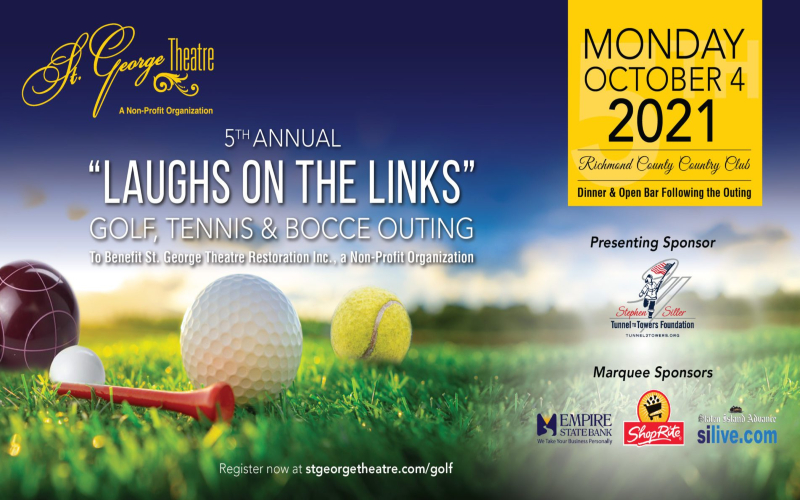 St. George Theatre
A Non-Profit Organization
5TH ANNUAL
“LAUGHS ON THE LINKS”
GOLF, TENNIS & BOCCE OUTING
To Benefit St. George Theatre Restoration Inc., a Non-Profit Organization
5TH
MONDAY
OCTOBER 4
2021
Richmond County Country Club
Dinner & Open Bar Following the Outing
Presenting Sponsor
Stephen Siller
Tunnel to Towers Foundation
TUNNEL2TOWERS.ORG
Marquee Sponsors
EMPIRE
STATE BANK
We Take Your Business Personally
ShopRite
Staten Island Advance
silive.com
Register now at stgeorgetheatre.com/golf